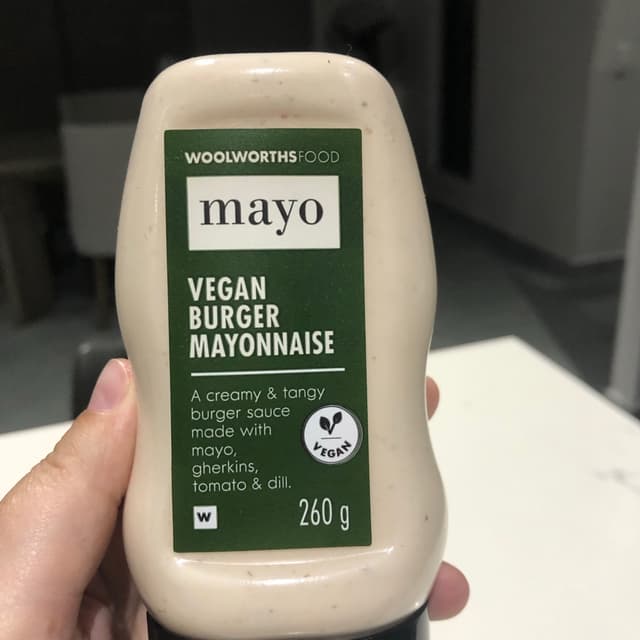 WOOLWORTHSFOOD
mayo
VEGAN
BURGER
MAYONNAISE
A creamy & tangy
burger sauce
made with
mayo,
gherkins,
tomato & dill.
VEGAN
W
260 g